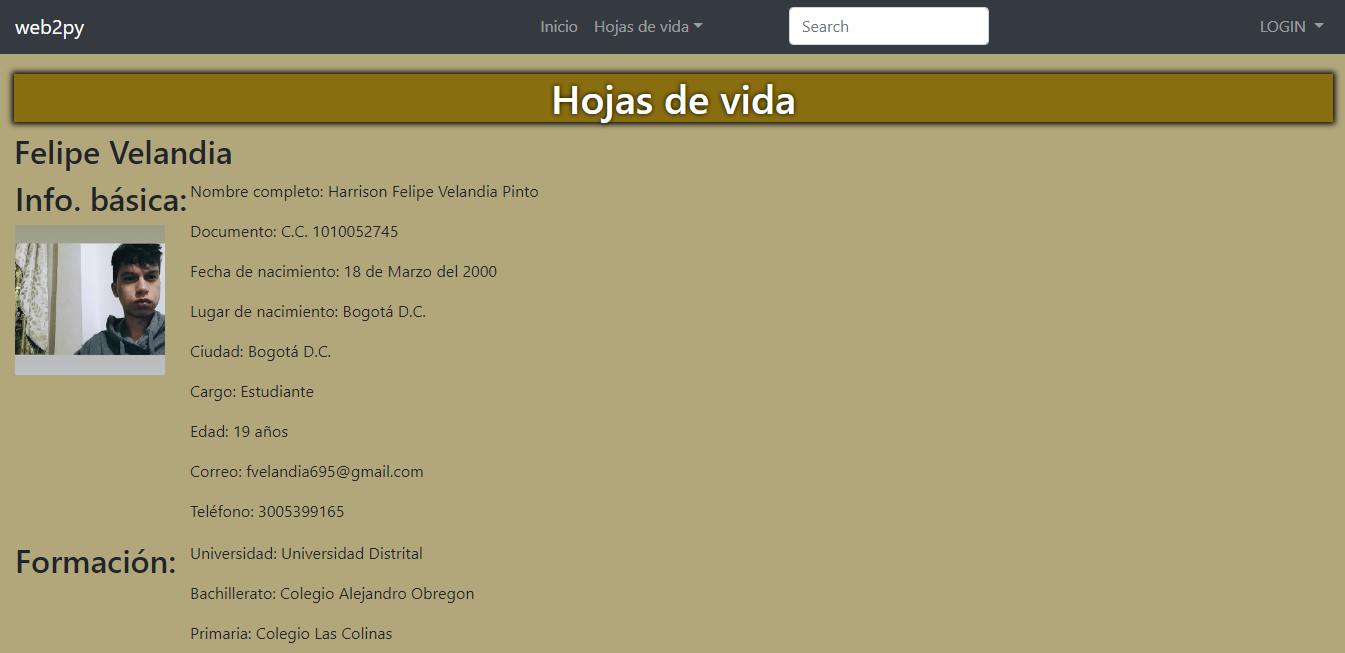 web2py Inicio Hojas de vida Search LOGIN
Hojas de vida
Felipe Velandia
Info. básica:
Nombre completo: Harrison Felipe Velandia Pinto
Documento: C.C. 1010052745
Fecha de nacimiento: 18 de Marzo del 2000
Lugar de nacimiento: Bogotá D.C.
Ciudad: Bogotá D.C.
Cargo: Estudiante
Edad: 19 años
Correo: fvelandia695@gmail.com
Teléfono: 3005399165
Formación:
Universidad: Universidad Distrital
Bachillerato: Colegio Alejandro Obregon
Primaria: Colegio Las Colinas